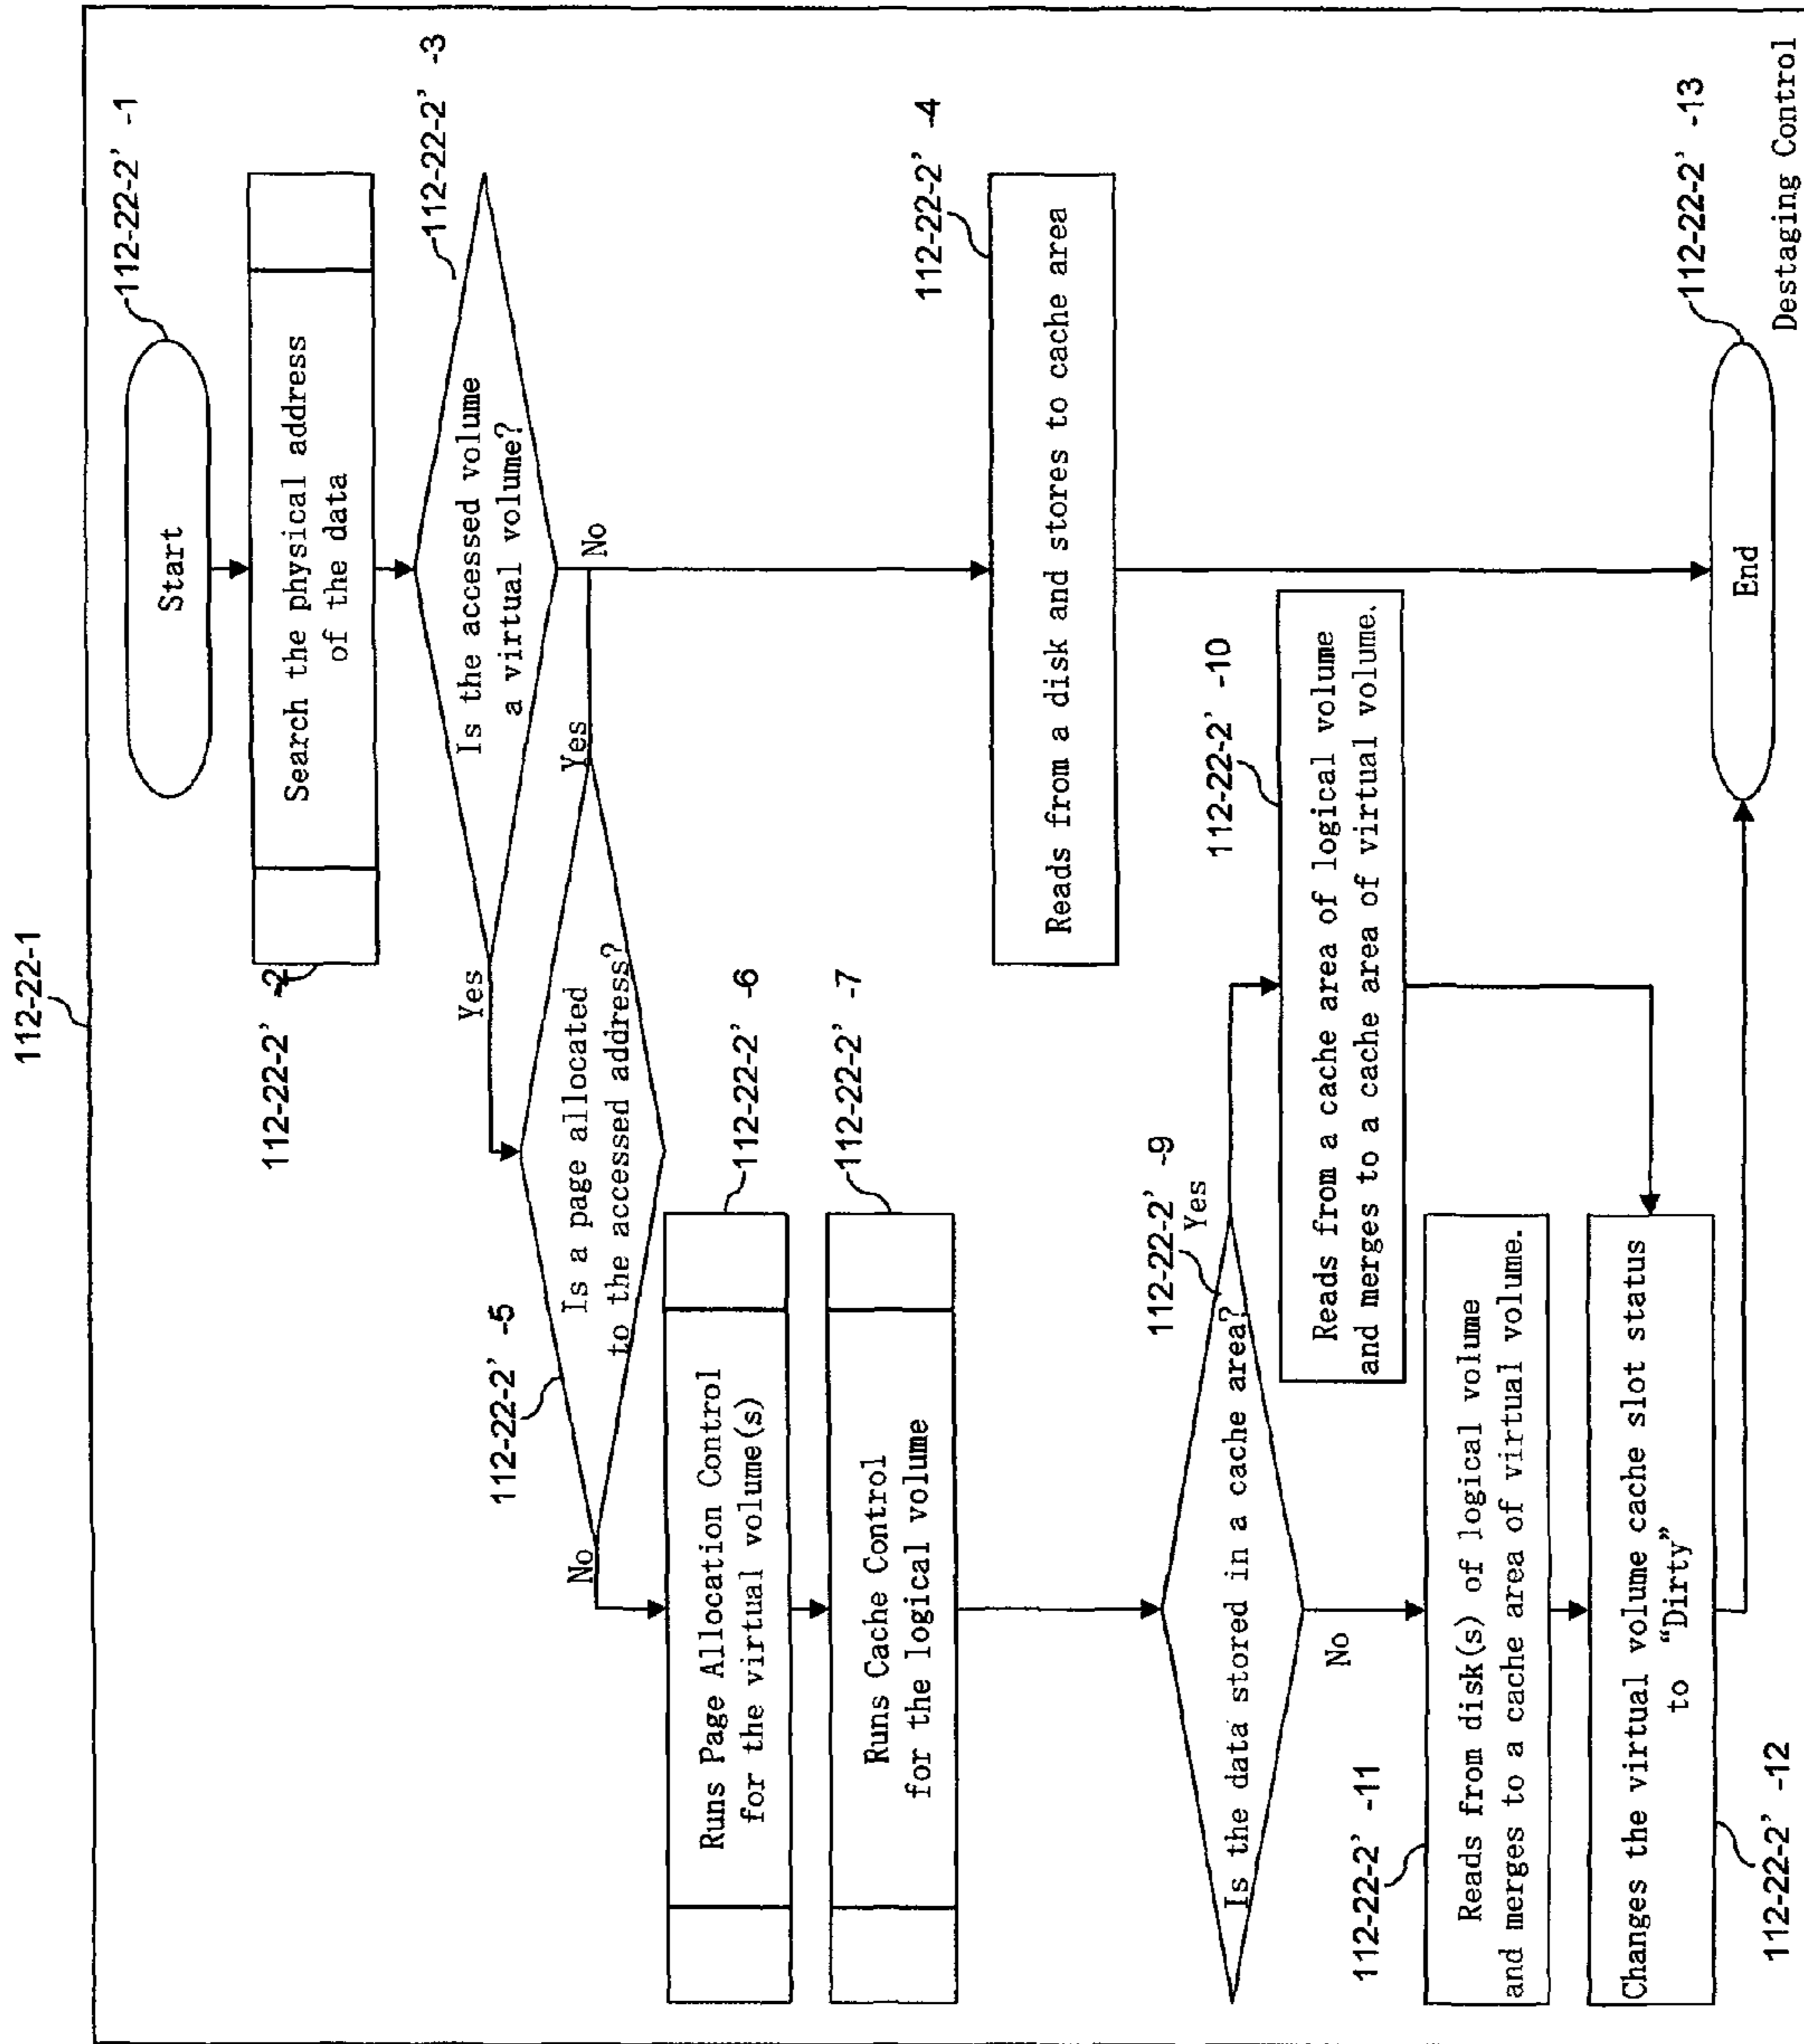 112-22-1
Start
112-22-2' -1
Search the physical address
of the data
112-22-2' -2
Is the accessed volume
a virtual volume?
112-22-2' -3
Yes
No
Is a page allocated
to the accessed address?
112-22-2' -5
Yes
No
Runs Page Allocation Control
for the virtual volume(s)
112-22-2' -6
Runs Cache Control
for the logical volume
112-22-2' -7
Reads from a disk and stores to cache area
112-22-2' -4
Is the data stored in a cache area?
112-22-2' -9
Yes
No
Reads from a cache area of logical volume
and merges to a cache area of virtual volume.
112-22-2' -10
Reads from disk(s) of logical volume
and merges to a cache area of virtual volume.
112-22-2' -11
Changes the virtual volume cache slot status
to “Dirty”
112-22-2' -12
End
112-22-2' -13
Destaging Control